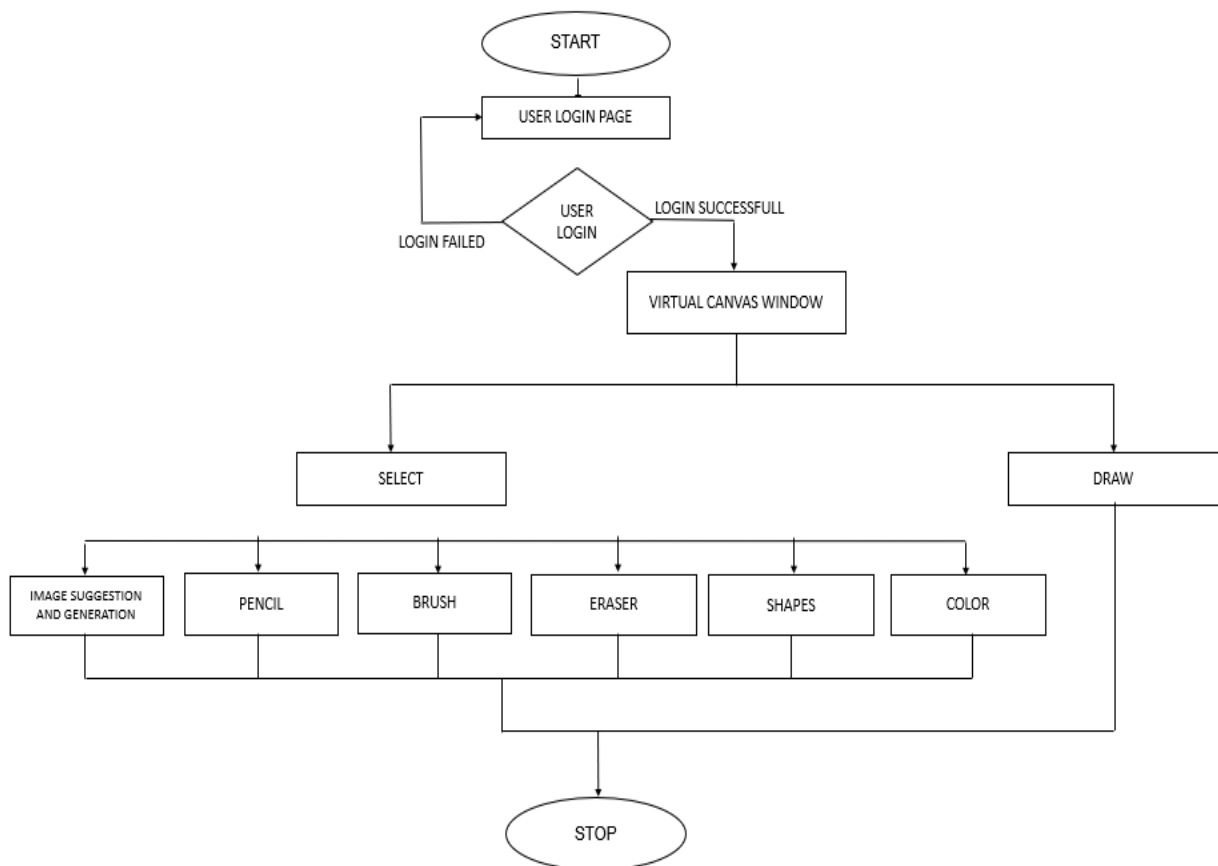 START
USER LOGIN PAGE
USER
LOGIN
LOGIN SUCCESSFULL
LOGIN FAILED
VIRTUAL CANVAS WINDOW
SELECT
DRAW
IMAGE SUGGESTION
AND GENERATION
PENCIL
BRUSH
ERASER
SHAPES
COLOR
STOP